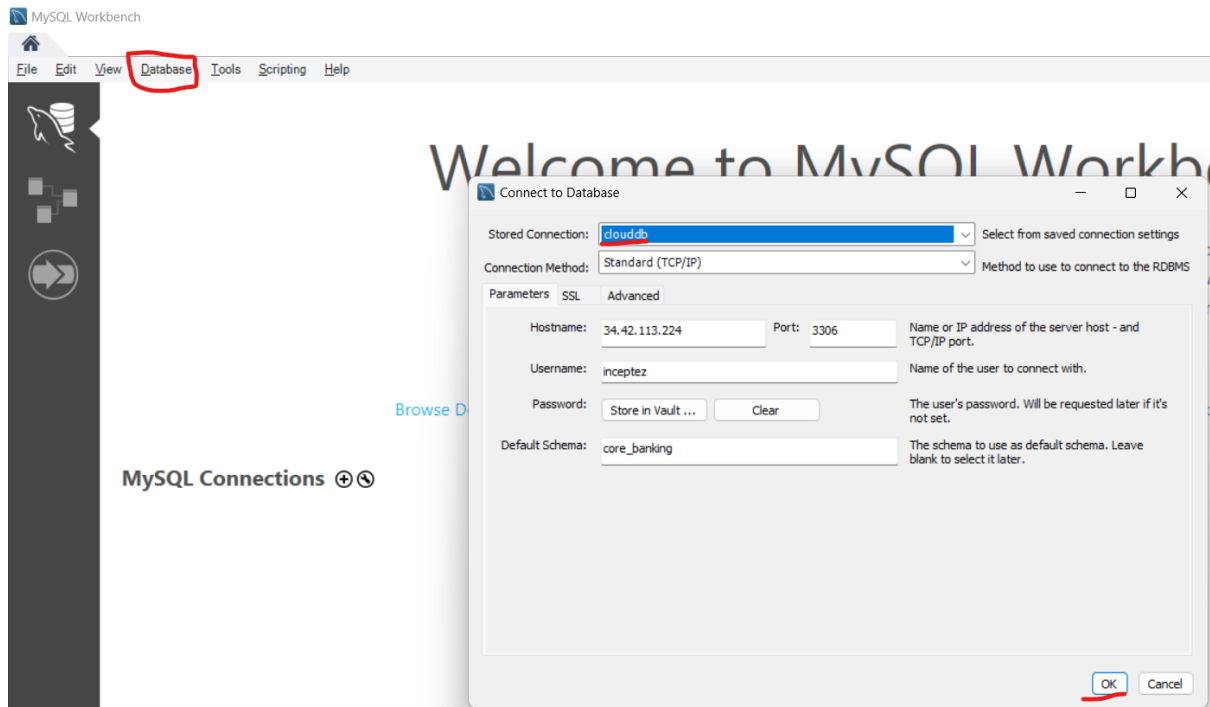 MySQL Workbench
File Edit View Database Tools Scripting Help
Welcome to MySQL
Connect to Database
Stored Connection: clouddb Select from saved connection settings
Connection Method: Standard (TCP/IP) Method to use to connect to the RDBMS
Parameters SSL Advanced
Hostname: 34.42.113.224 Port: 3306 Name or IP address of the server host - and
TCP/IP port.
Username: inceptez Name of the user to connect with.
Password: Store in Vault ... Clear The user's password. Will be requested later if it's
not set.
Browse
Default Schema: core_banking The schema to use as default schema. Leave
blank to select it later.
MySQL Connections
OK Cancel